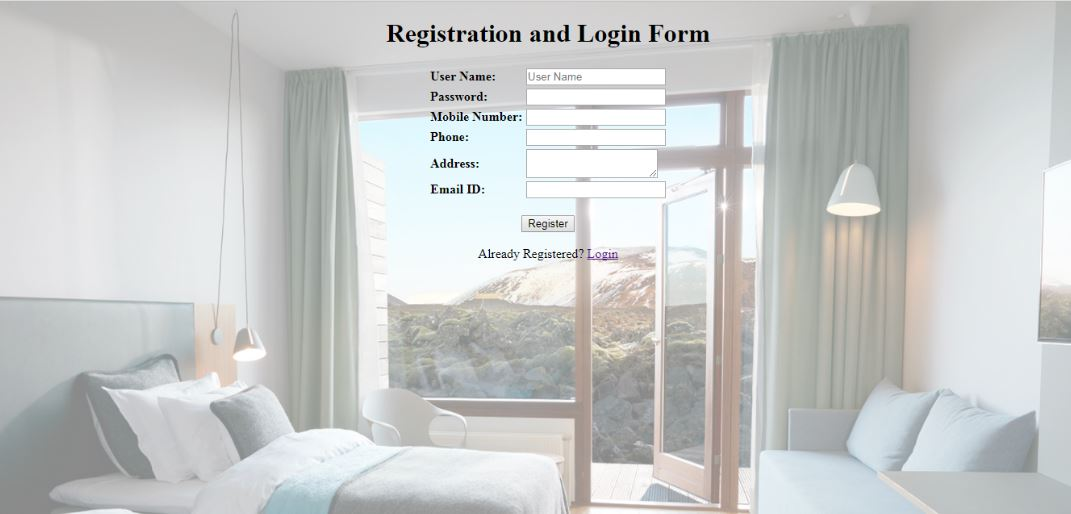 Registration and Login Form
User Name: User Name
Password:
Mobile Number:
Phone:
Address:
Email ID:
Register
Already Registered? Login